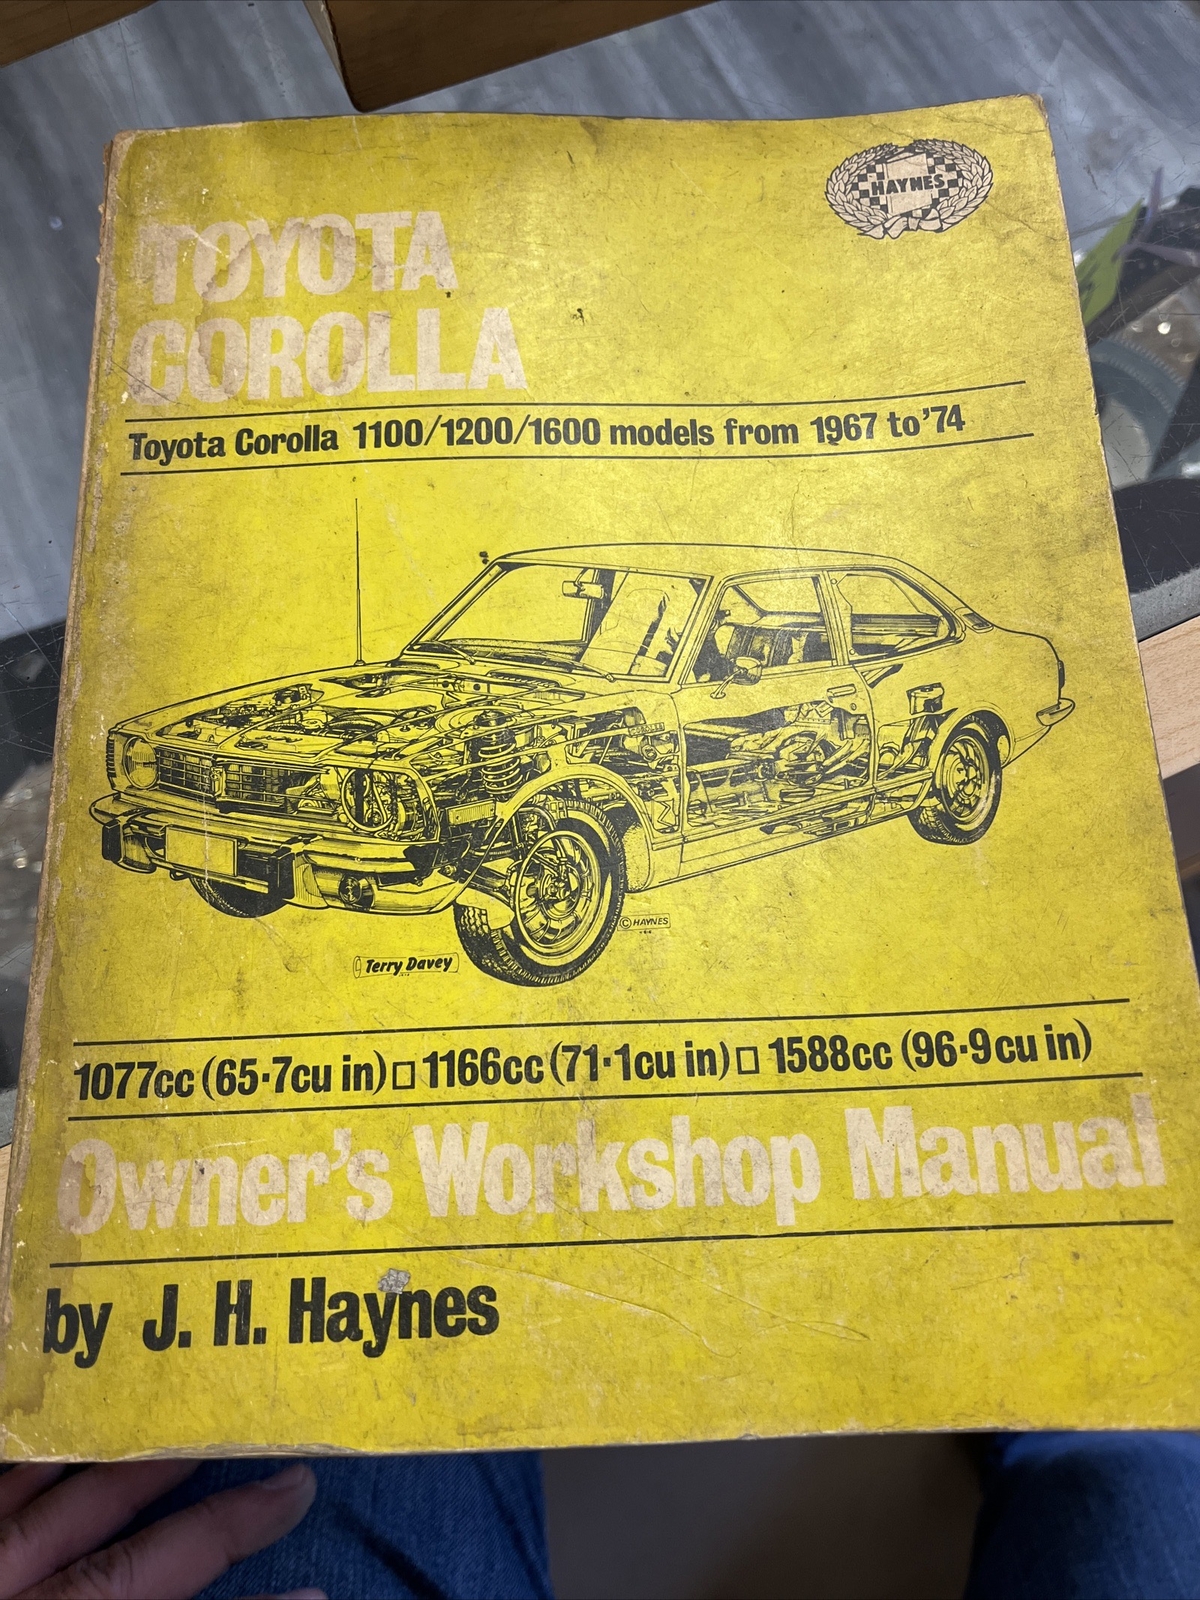 HAYNES
TOYOTA
COROLLA
Toyota Corolla 1100/1200/1600 models from 1967 to '74
COROLLA
© HAYNES
Terry Davey
1077cc (65·7cu in) □ 1166cc (71·1cu in) □ 1588cc (96·9cu in)
Owner's Workshop Manual
by J. H. Haynes